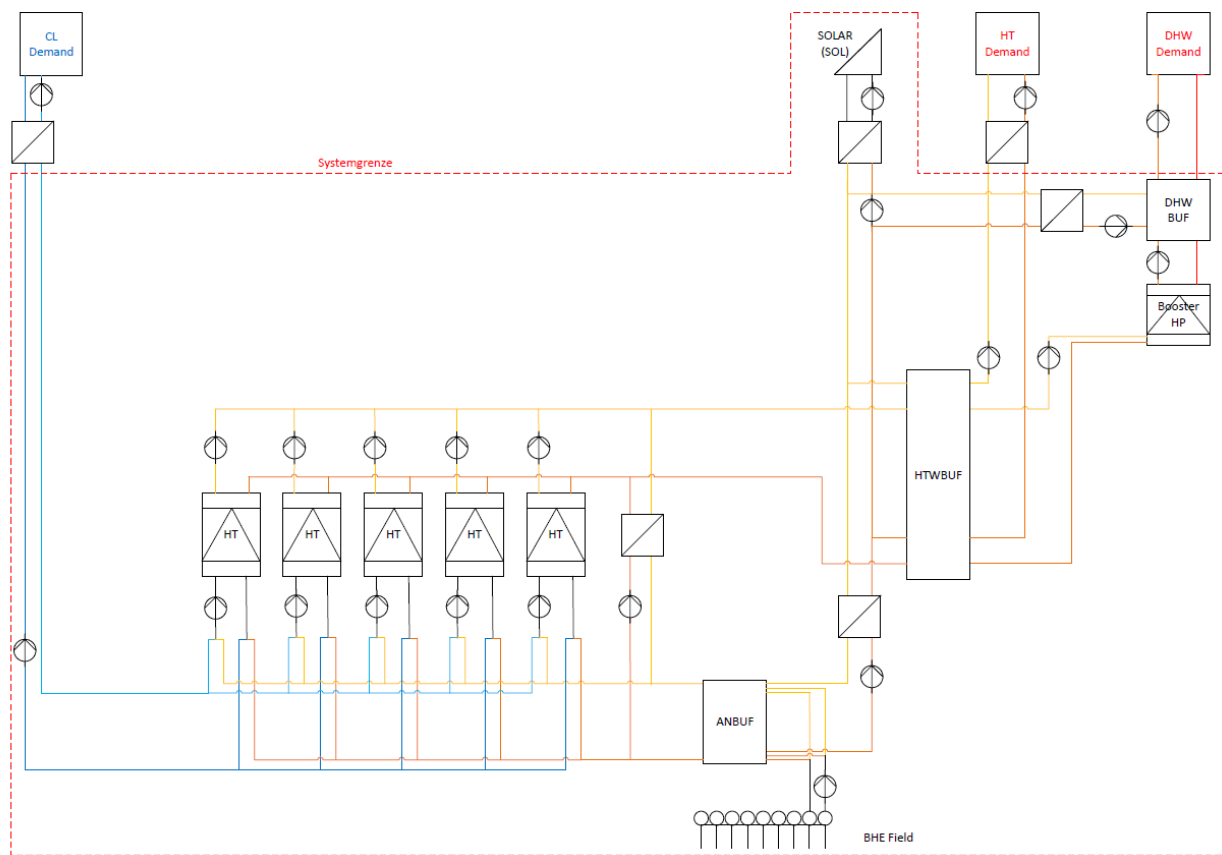 CL
Demand
SOLAR
(SOL)
HT
Demand
DHW
Demand
Systemgrenze
DHW
BUF
Booster
HP
HTWBUF
HT
HT
HT
HT
HT
ANBUF
BHE Field